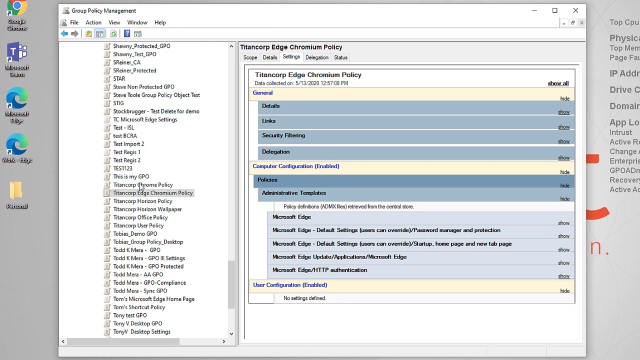 Google
Chrome
Microsoft
Teams
Microsoft
Edge
Work - Edge
Personal
Group Policy Management
File Action View Window Help
Shawny_Protected_GPO
Shawny_Test_GPO
SReiner_CA
SReiner_Protected
STAR
Steve Non Protected GPO
Steve Toole Group Policy Object Test
STIG
Stockbrugger - Test Delete for demo
TC Microsoft Edge Settings
Test - ISL
test BCRA
Test Import 2
Test Regis 1
Test Regis 2
TEST123
This is my GPO
Titancorp Chrome Policy
Titancorp Edge Chromium Policy
Titancorp Horizon Policy
Titancorp Horizon Wallpaper
Titancorp Office Policy
Titancorp User Policy
Tobias_Demo GPO
Tobias_Group Policy_Desktop
Todd K Mera - GPO
Todd K Mera - GPO IE Settings
Todd K Mera - GPO Protected
Todd Mera - AA GPO
Todd Mera - GPO-Compliance
Todd Mera - Sync GPO
Tom's Microsoft Edge Home Page
Tom's Shortcut Policy
Tony test GPO
Tony V Desktop GPO
TonyV Desktop Settings
Titancorp Edge Chromium Policy
Scope Details Settings Delegation Status
Titancorp Edge Chromium Policy
Data collected on: 5/13/2020 12:57:08 PM show all
General hide
Details show
Links show
Security Filtering show
Delegation show
Computer Configuration (Enabled) hide
Policies hide
Administrative Templates hide
Policy definitions (ADMX files) retrieved from the central store.
Microsoft Edge show
Microsoft Edge - Default Settings (users can override)/Password manager and protection show
Microsoft Edge - Default Settings (users can override)/Startup, home page and new tab page show
Microsoft Edge Update/Applications/Microsoft Edge show
Microsoft Edge/HTTP authentication show
User Configuration (Enabled) hide
No settings defined.
Top Cpu
Physica
Top Mem
Page Fau
IP Addre
Drive C
Domain
App Lo
Intrust
Active Ro
Change A
Enterpris
GPOADn
Recovery
Active Ad
n.